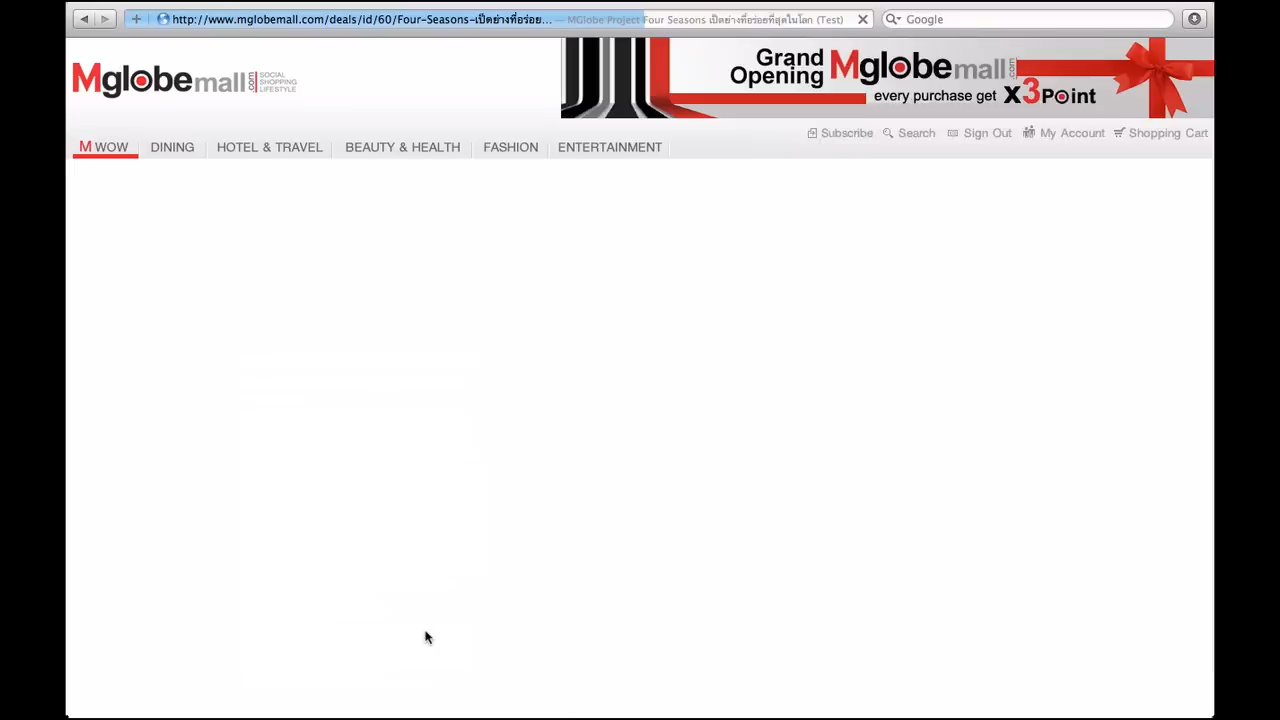 http://www.mglobemall.com/deals/id/60/Four-Seasons-เป็ดย่างที่อร่อย... — MGlobe Project Four Seasons เป็ดย่างที่อร่อยที่สุดในโลก (Test)
Google
Mglobemall.com SOCIAL SHOPPING LIFESTYLE
Grand Opening Mglobemall.com
every purchase get X3Point
Subscribe Search Sign Out My Account Shopping Cart
M WOW DINING HOTEL & TRAVEL BEAUTY & HEALTH FASHION ENTERTAINMENT